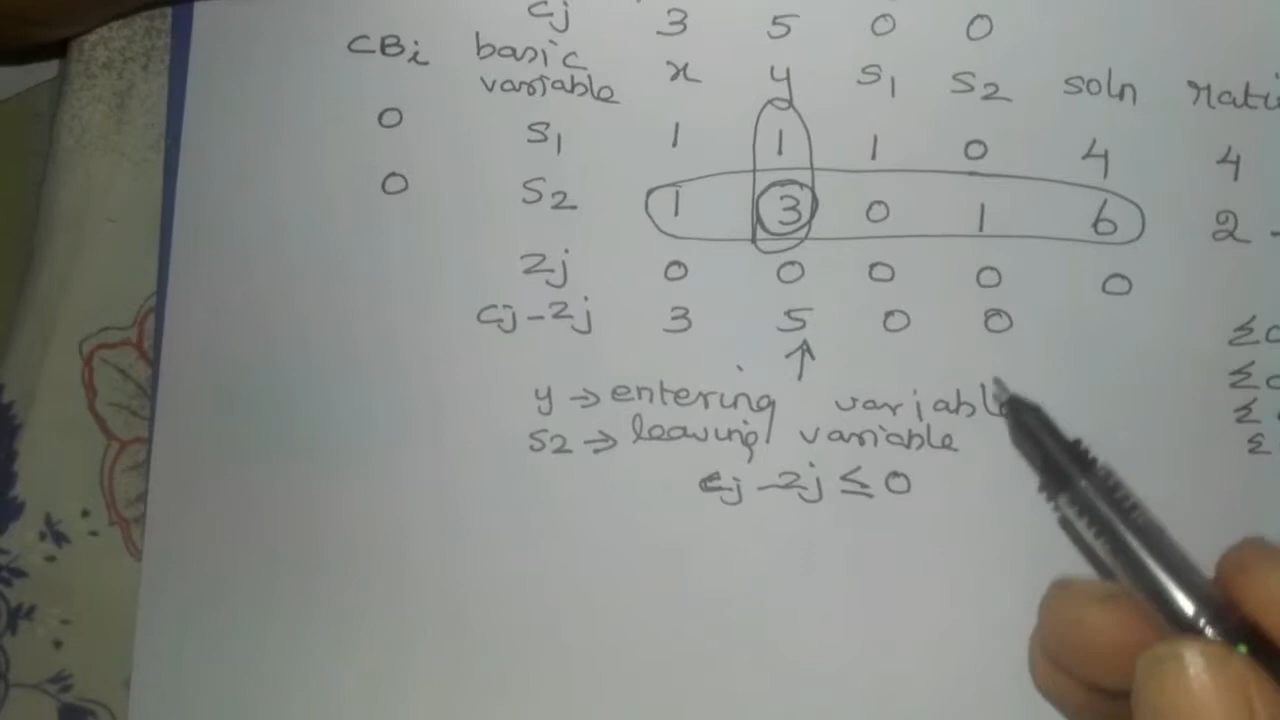 Cj 3 5 0 0
CBi basic variable x y S1 S2 soln
0 S1 1 1 1 0 4 4
0 S2 1 3 0 1 6 2
Zj 0 0 0 0 0
Cj-Zj 3 5 0 0
y → entering variable
S2 → leaving variable
Cj-Zj ≤ 0